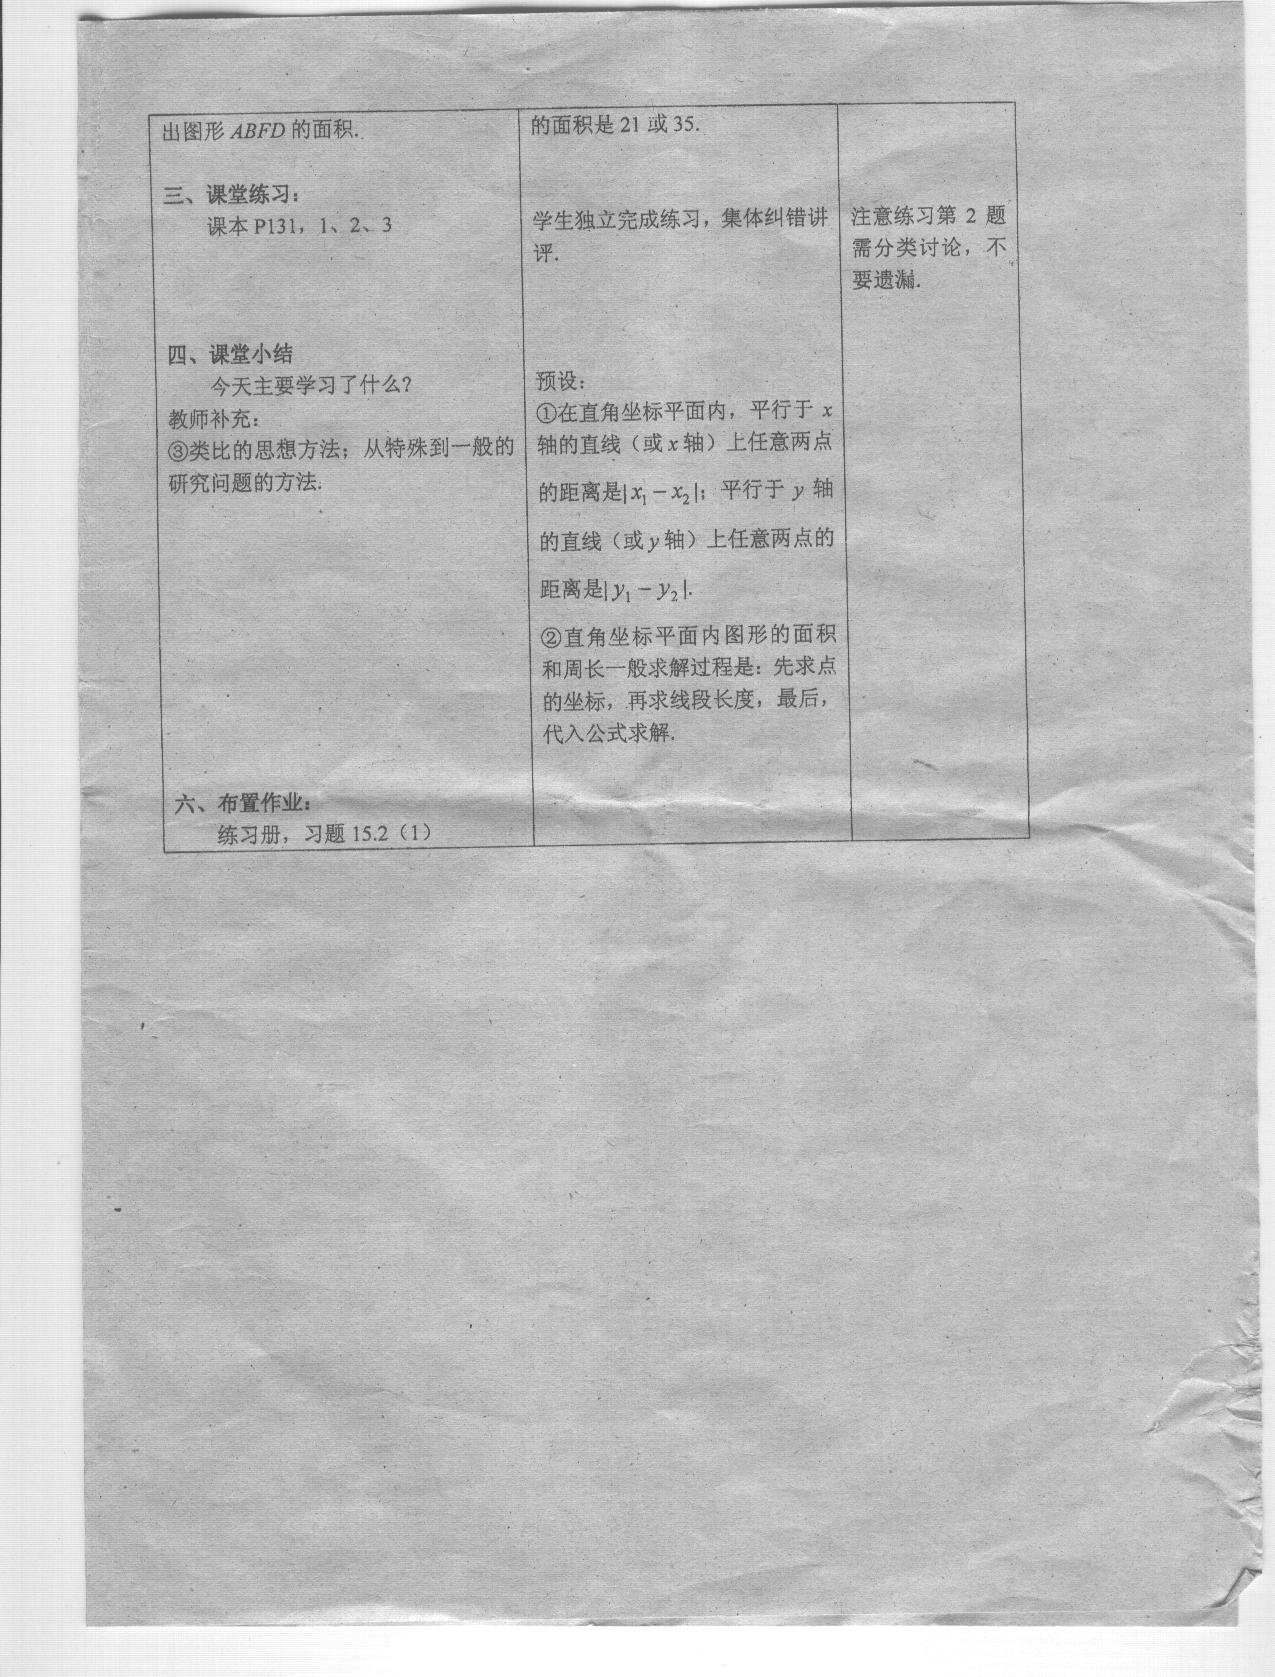 出图形 ABFD 的面积.
三、课堂练习：
课本 P131，1、2、3
四、课堂小结
今天主要学习了什么？
教师补充：
③类比的思想方法；从特殊到一般的
研究问题的方法.
六、布置作业：
练习册，习题 15.2（1）
的面积是 21 或 35.
学生独立完成练习，集体纠错讲
评.
预设：
①在直角坐标平面内，平行于 x
轴的直线（或 x 轴）上任意两点
的距离是|x₁－x₂|；平行于 y 轴
的直线（或 y 轴）上任意两点的
距离是|y₁－y₂|.
②直角坐标平面内图形的面积
和周长一般求解过程是：先求点
的坐标，再求线段长度，最后，
代入公式求解.
注意练习第 2 题
需分类讨论，不
要遗漏.